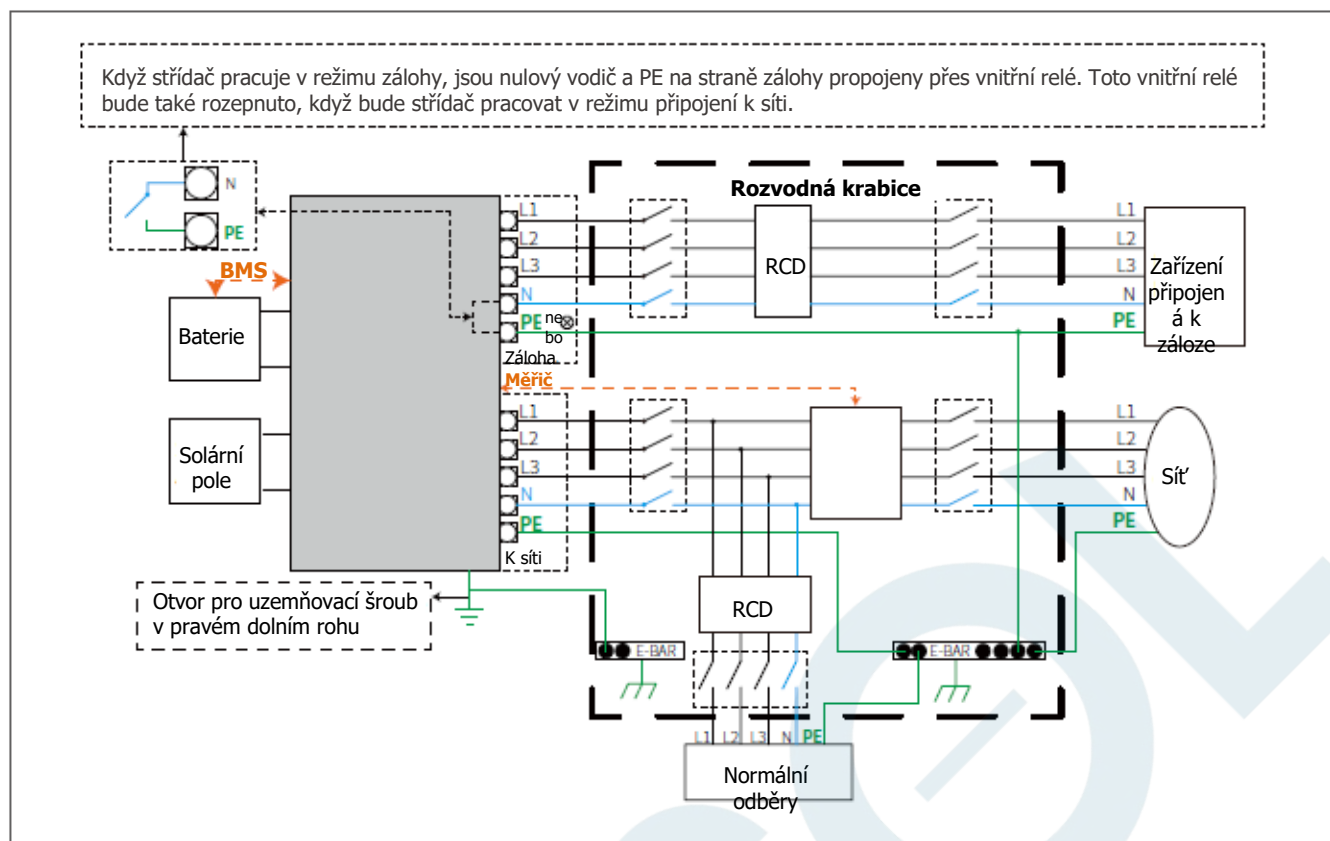 Když střídač pracuje v režimu zálohy, jsou nulový vodič a PE na straně zálohy propojeny přes vnitřní relé. Toto vnitřní relé
bude také rozepnuto, když bude střídač pracovat v režimu připojení k síti.
N
PE
BMS
Baterie
Solární
pole
Otvor pro uzemňovací šroub
v pravém dolním rohu
L1
L2
L3
N
PE
ne
bo
Záloha
Měřič
L1
L2
L3
N
PE
K síti
Rozvodná krabice
RCD
L1
L2
L3
N
PE
Zařízení
připojen
á k
záloze
L1
L2
L3
N
PE
Síť
RCD
E-BAR
E-BAR
L1 L2 L3 N PE
Normální
odběry